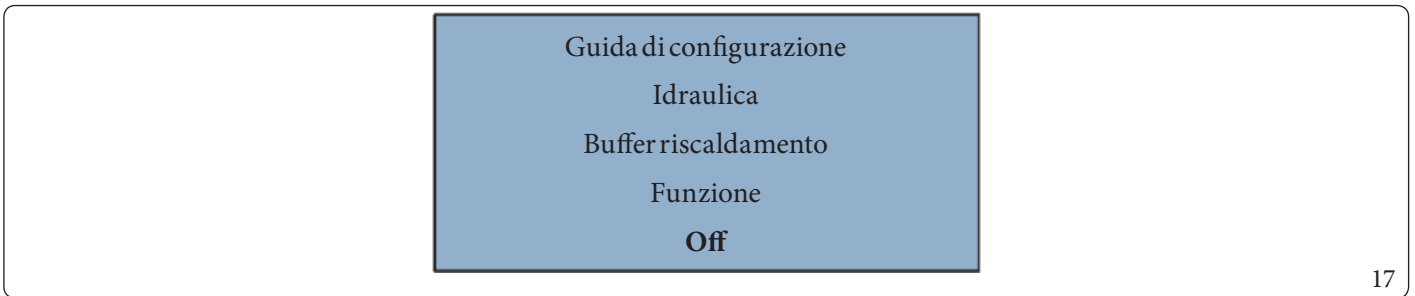 Guida di configurazione
Idraulica
Buffer riscaldamento
Funzione
Off
17